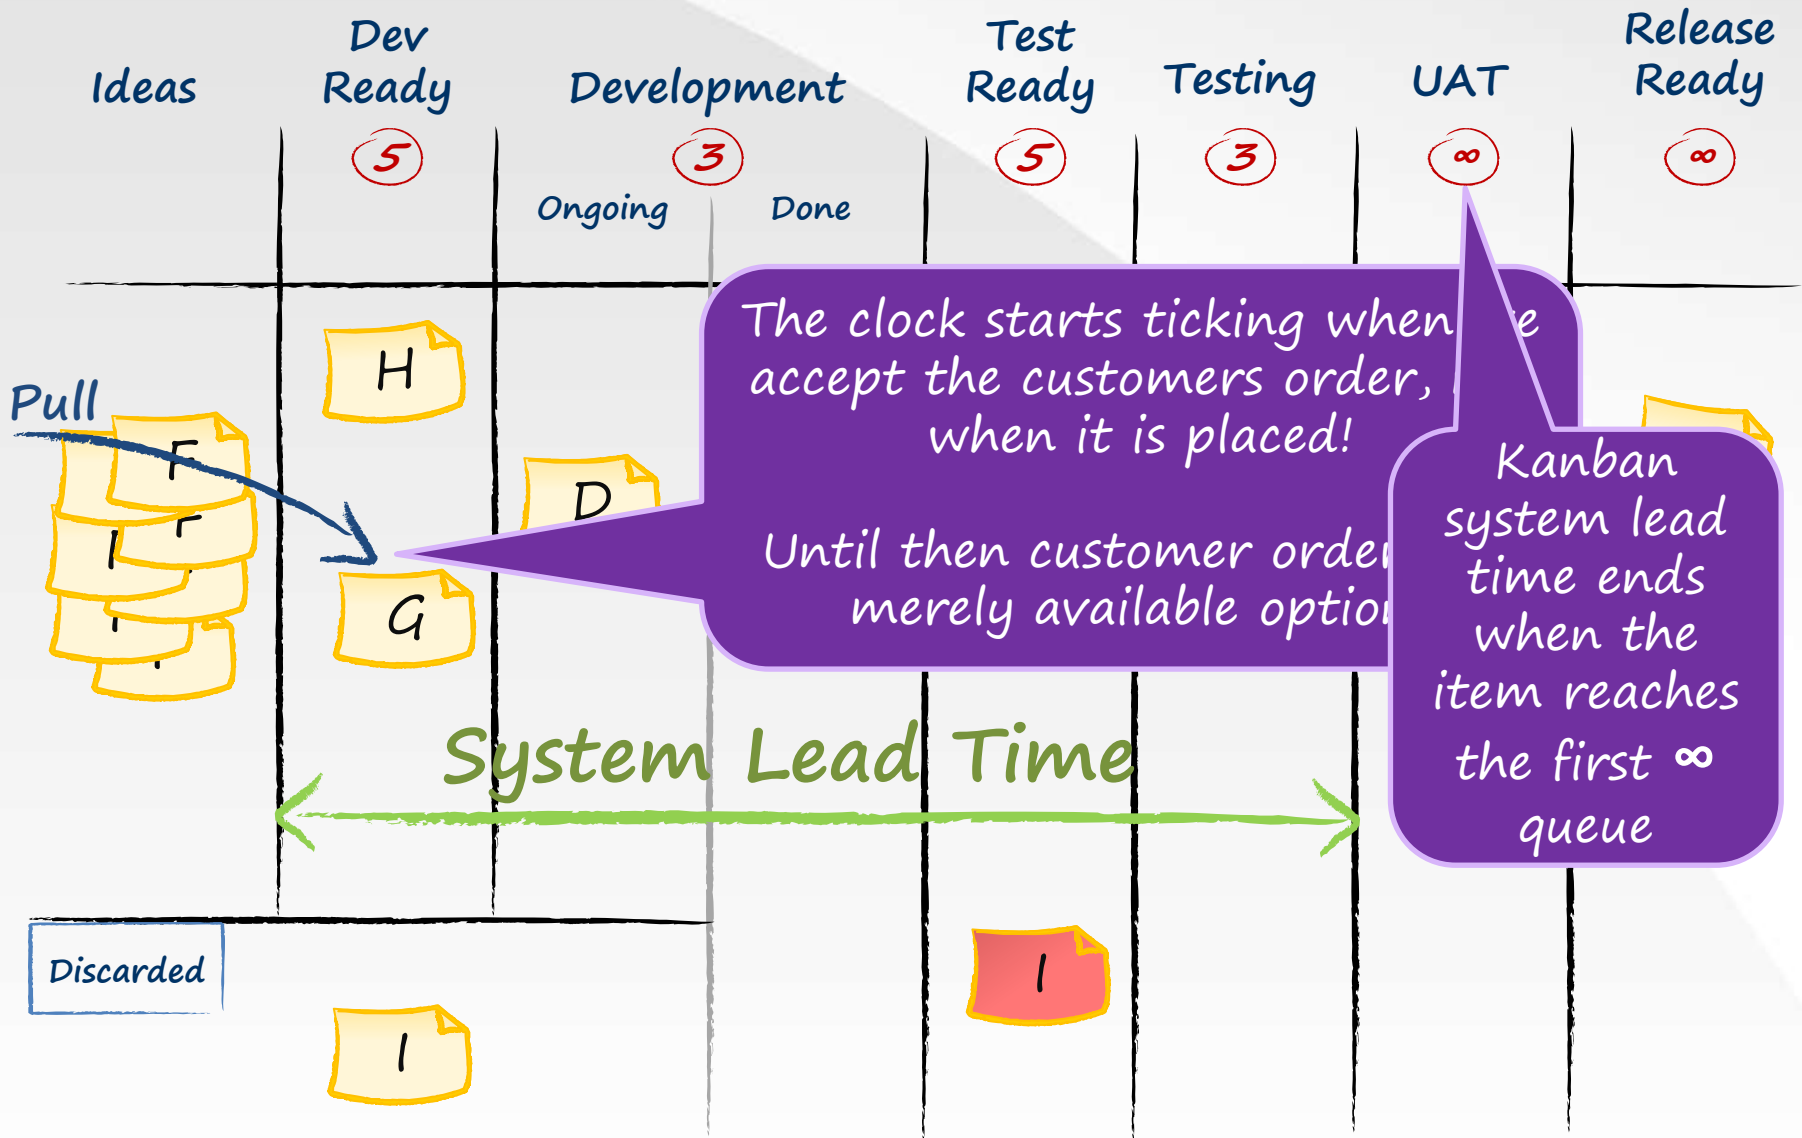 Ideas
Dev
Ready
Development
Test
Ready
Testing
UAT
Release
Ready
5
3
5
3
∞
∞
Ongoing
Done
Pull
F
H
D
G
The clock starts ticking when
accept the customers order,
when it is placed!
Until then customer
merely available
Kanban
system lead
time ends
when the
item reaches
the first ∞
queue
System Lead Time
Discarded
I
I